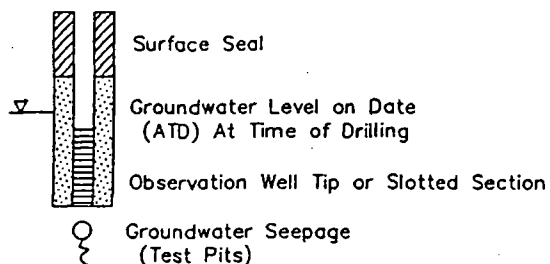 Surface Seal
Groundwater Level on Date
(ATD) At Time of Drilling
Observation Well Tip or Slotted Section
Groundwater Seepage
(Test Pits)